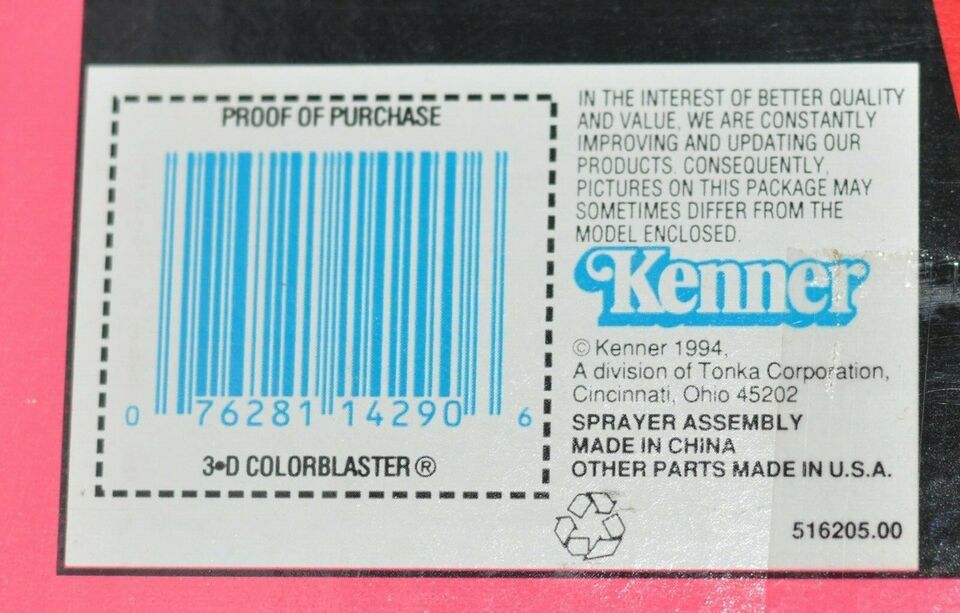 PROOF OF PURCHASE
0 76281 14290 6
3•D COLORBLASTER®
IN THE INTEREST OF BETTER QUALITY
AND VALUE, WE ARE CONSTANTLY
IMPROVING AND UPDATING OUR
PRODUCTS. CONSEQUENTLY,
PICTURES ON THIS PACKAGE MAY
SOMETIMES DIFFER FROM THE
MODEL ENCLOSED.
Kenner
© Kenner 1994,
A division of Tonka Corporation,
Cincinnati, Ohio 45202
SPRAYER ASSEMBLY
MADE IN CHINA
OTHER PARTS MADE IN U.S.A.
516205.00